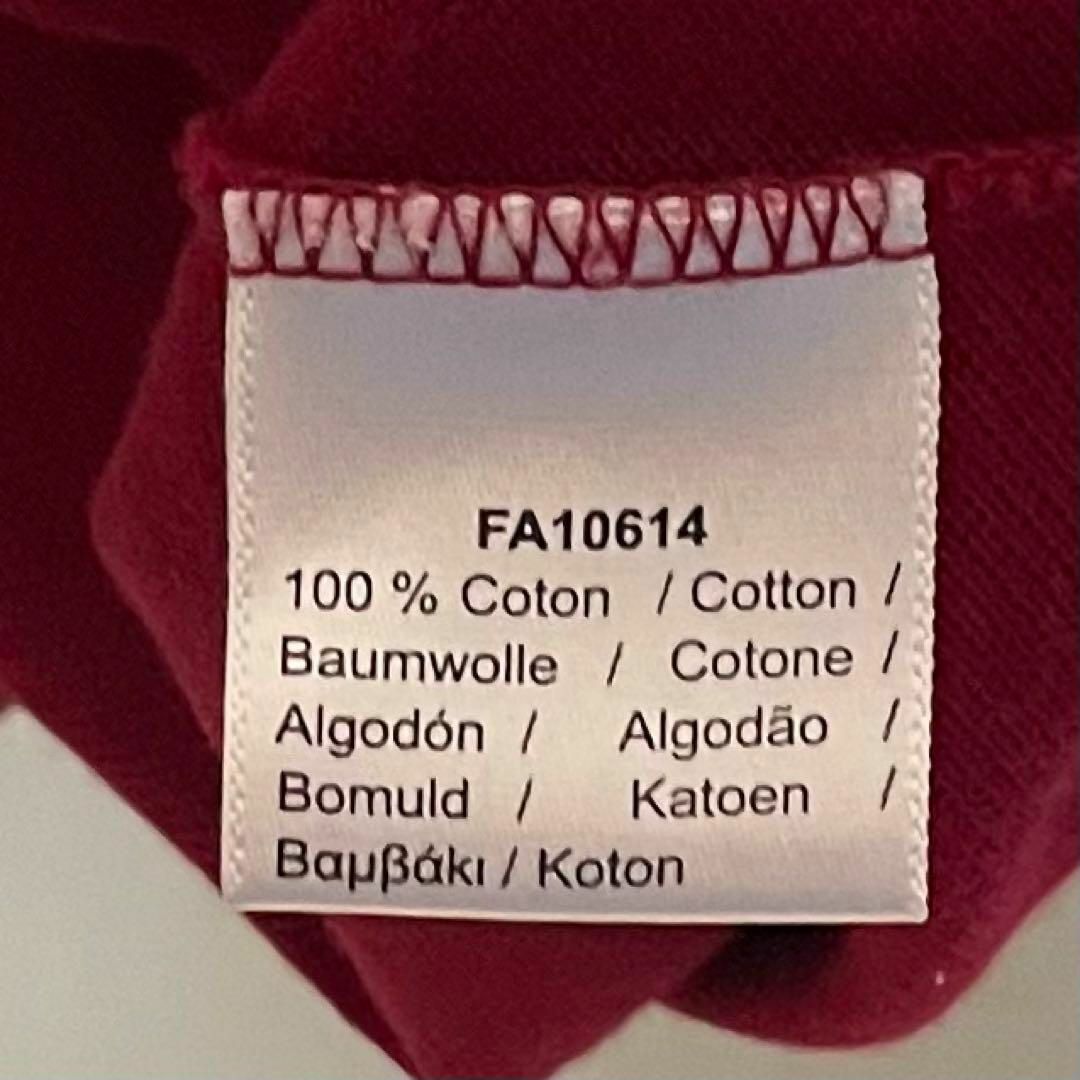 FA10614
100 % Coton / Cotton /
Baumwolle / Cotone /
Algodón / Algodão /
Bomuld / Katoen /
Βαμβάκι / Koton